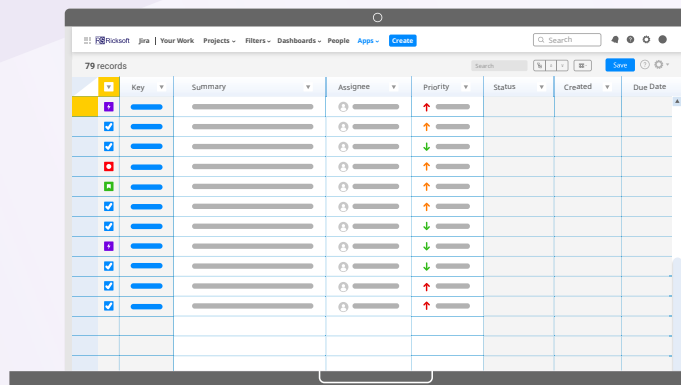 RS Ricksoft Jira Your Work Projects Filters Dashboards People Apps Create Search
79 records Search Save
Key Summary Assignee Priority Status Created Due Date